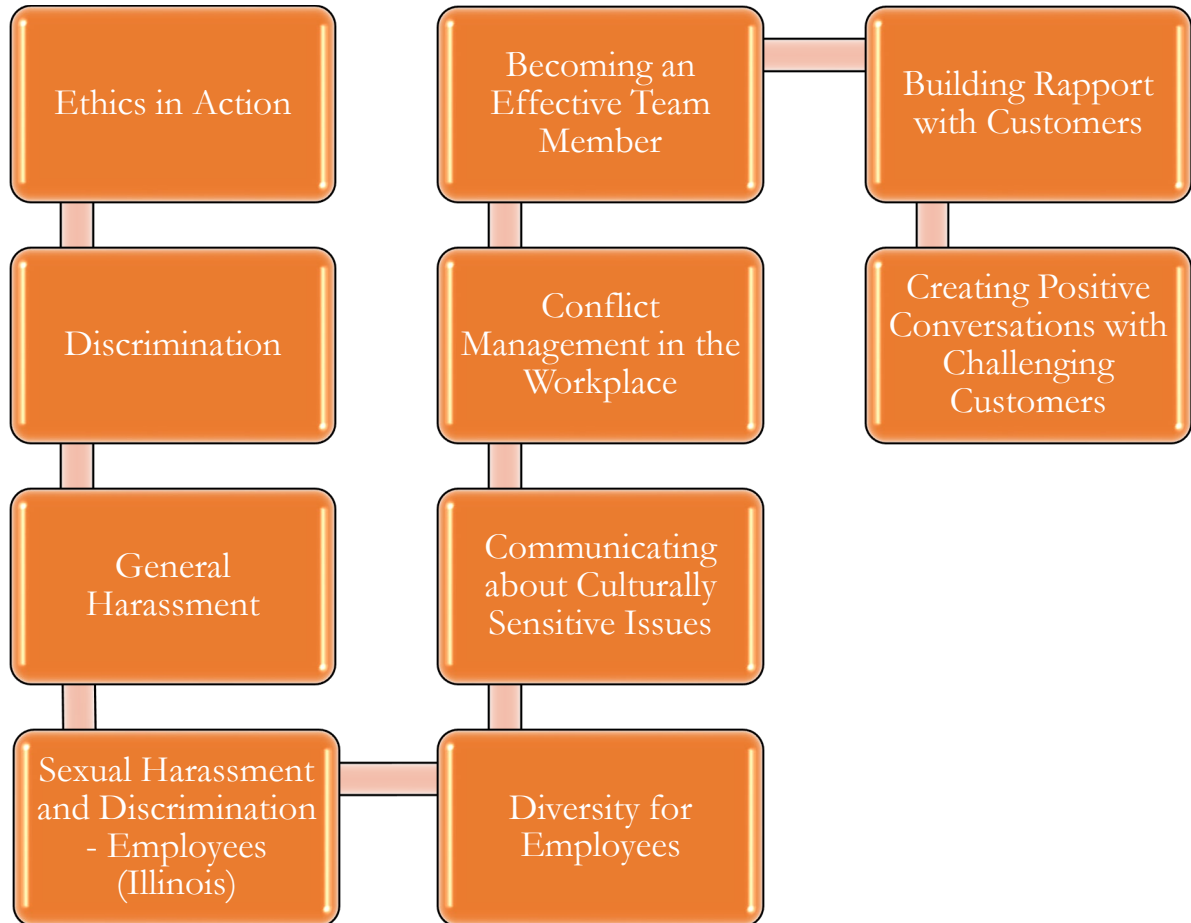 Ethics in Action
Discrimination
General
Harassment
Sexual Harassment
and Discrimination
- Employees
(Illinois)
Diversity for
Employees
Communicating
about Culturally
Sensitive Issues
Conflict
Management in the
Workplace
Becoming an
Effective Team
Member
Building Rapport
with Customers
Creating Positive
Conversations with
Challenging
Customers